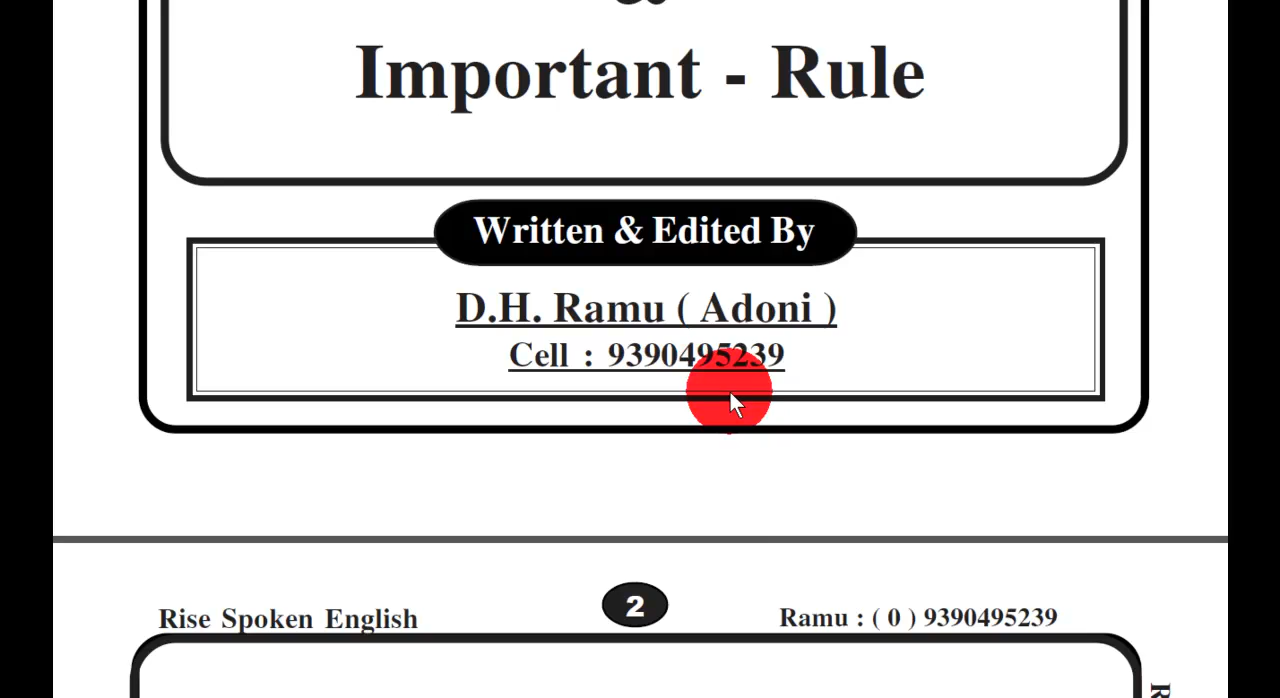 Important - Rule
Written & Edited By
D.H. Ramu ( Adoni )
Cell : 9390495239
2
Rise Spoken English
Ramu : ( 0 ) 9390495239